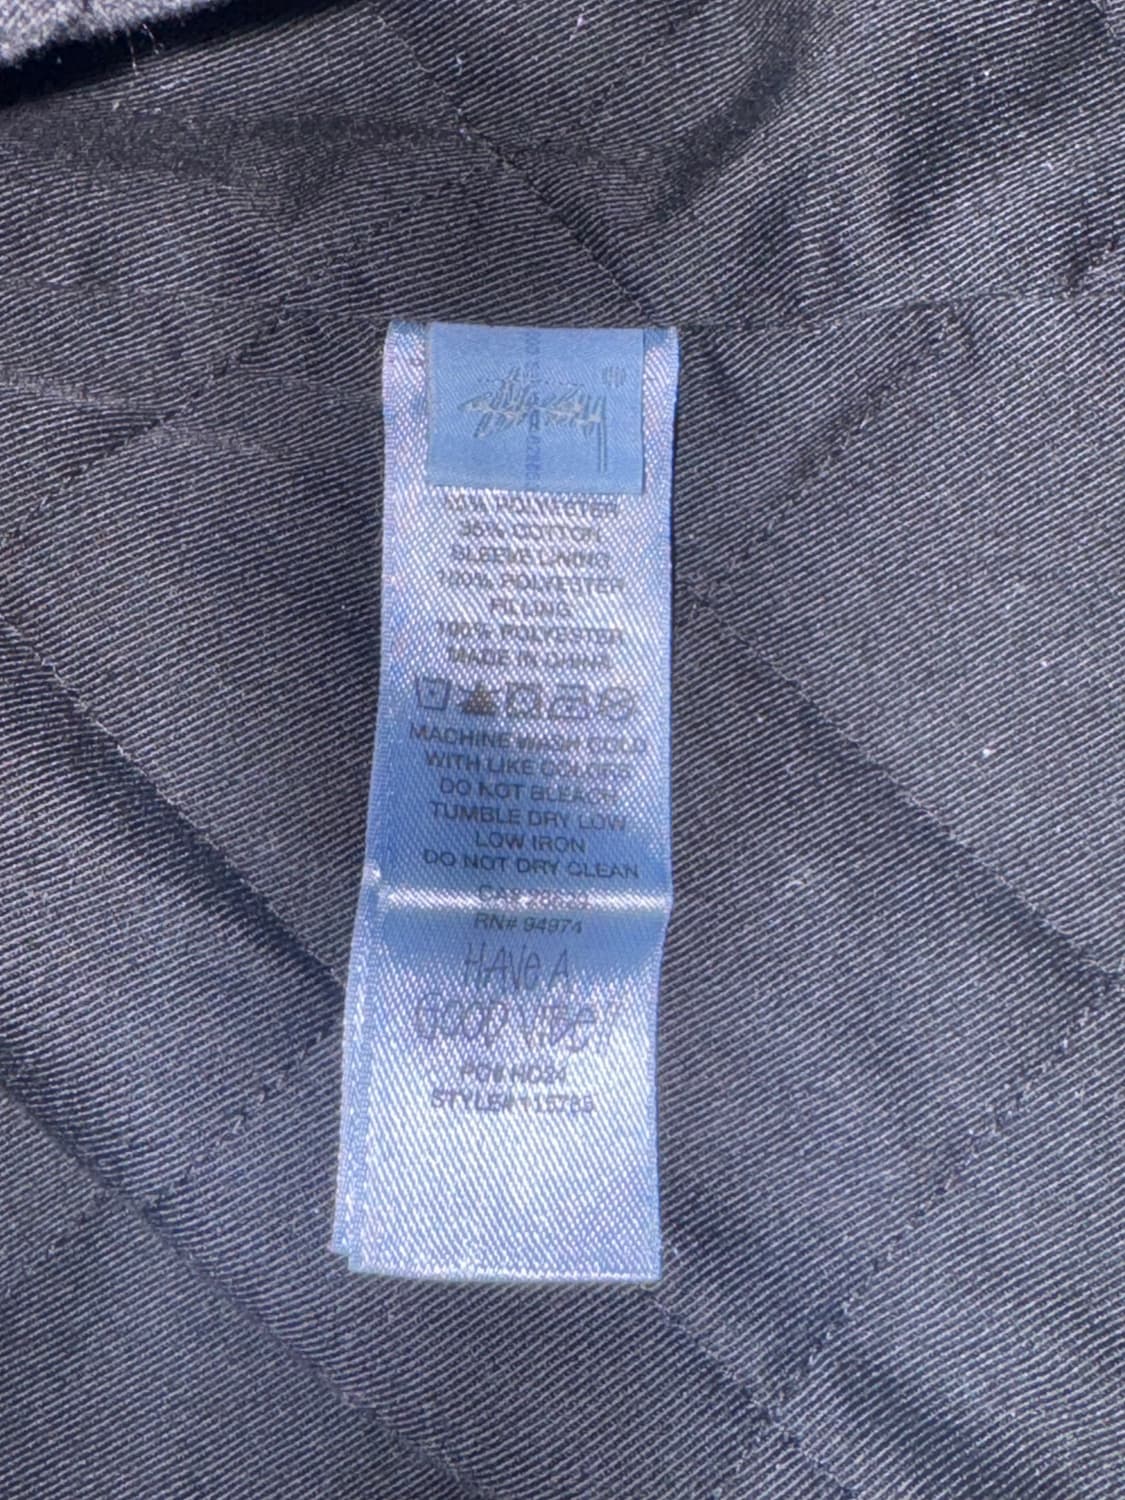 % POLYESTER
35% COTTON
SLEEVE LINING
100% POLYESTER
FILLING
100% POLYESTER
MADE IN CHINA
MACHINE WASH COLD
WITH LIKE COLORS
DO NOT BLEACH
TUMBLE DRY LOW
LOW IRON
DO NOT DRY CLEAN
CA#
RN# 94974
HAVE A
GOOD VIBE!
PO# HO24
STYLE#